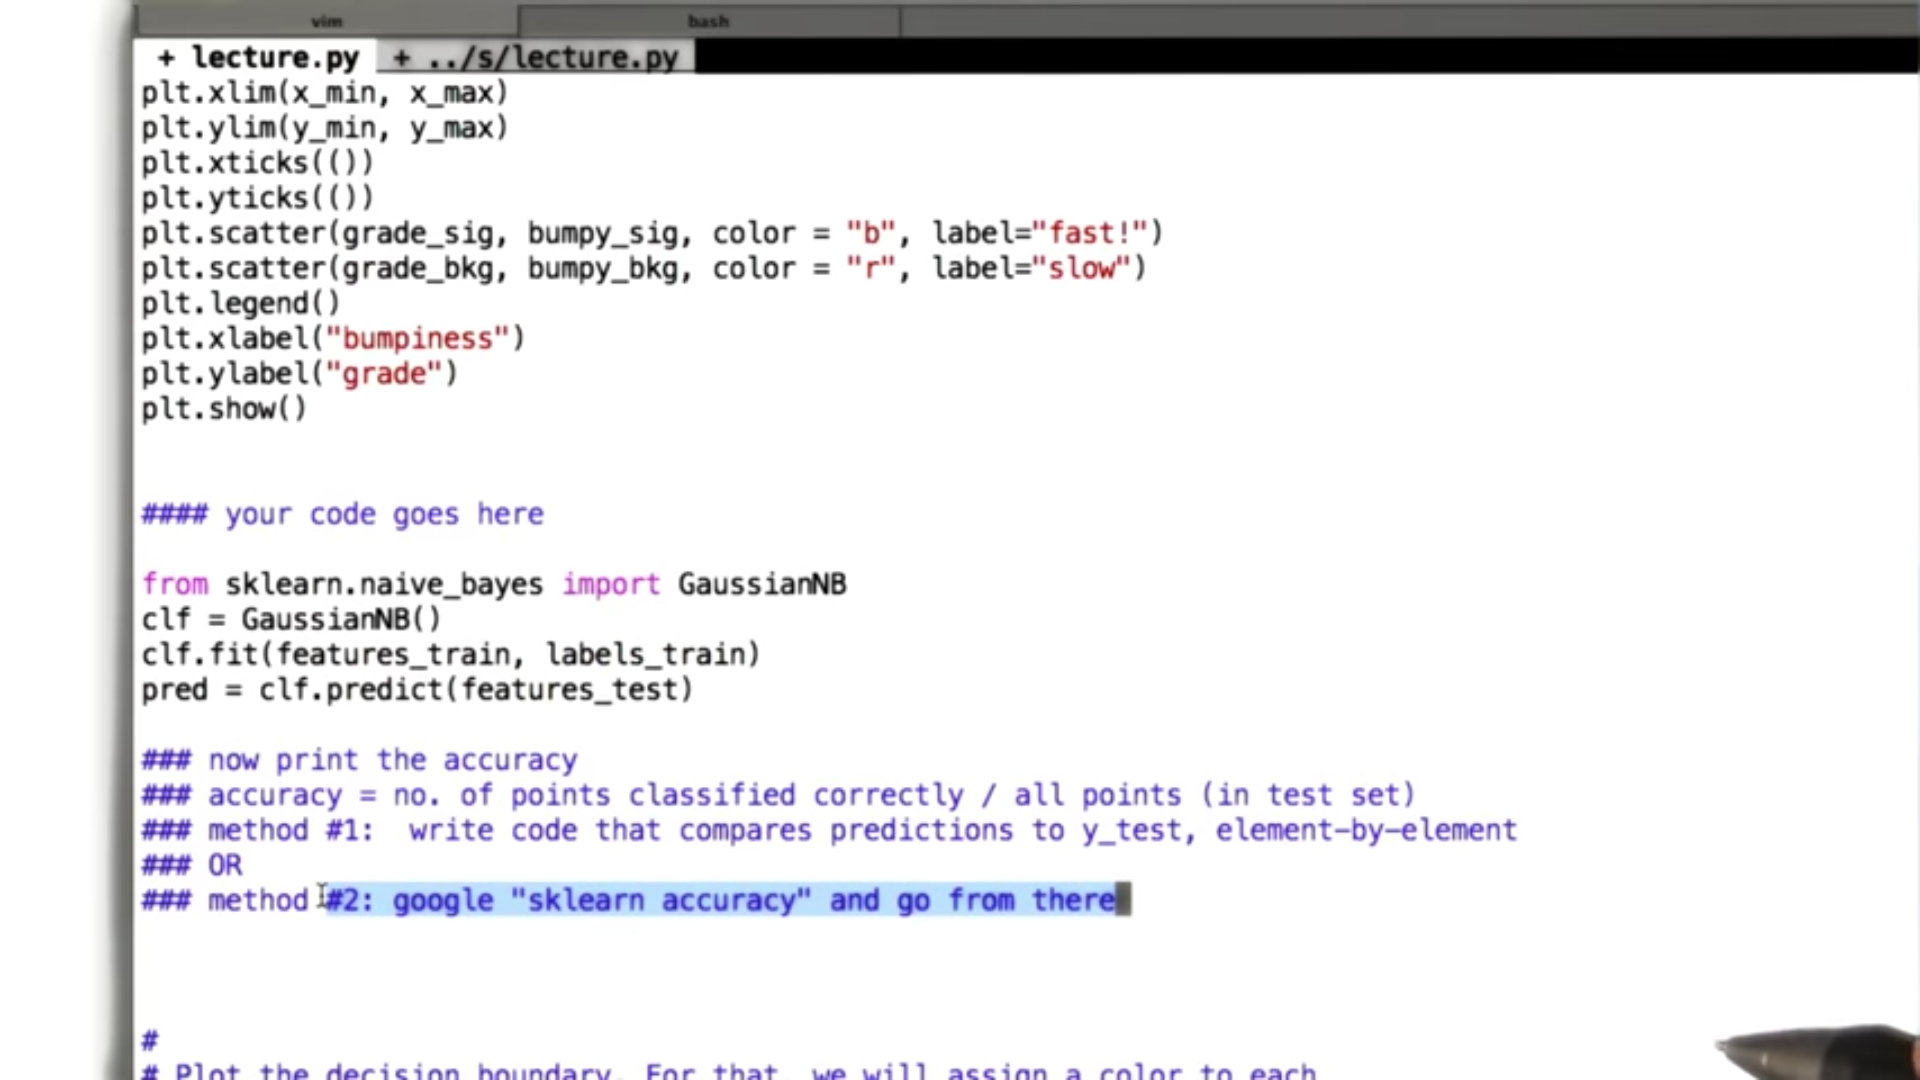 vim bash
+ lecture.py + ../s/lecture.py
plt.xlim(x_min, x_max)
plt.ylim(y_min, y_max)
plt.xticks(())
plt.yticks(())
plt.scatter(grade_sig, bumpy_sig, color = "b", label="fast!")
plt.scatter(grade_bkg, bumpy_bkg, color = "r", label="slow")
plt.legend()
plt.xlabel("bumpiness")
plt.ylabel("grade")
plt.show()
#### your code goes here
from sklearn.naive_bayes import GaussianNB
clf = GaussianNB()
clf.fit(features_train, labels_train)
pred = clf.predict(features_test)
### now print the accuracy
### accuracy = no. of points classified correctly / all points (in test set)
### method #1:  write code that compares predictions to y_test, element-by-element
### OR
### method #2: google "sklearn accuracy" and go from there
#
# Plot the decision boundary. For that, we will assign a color to each